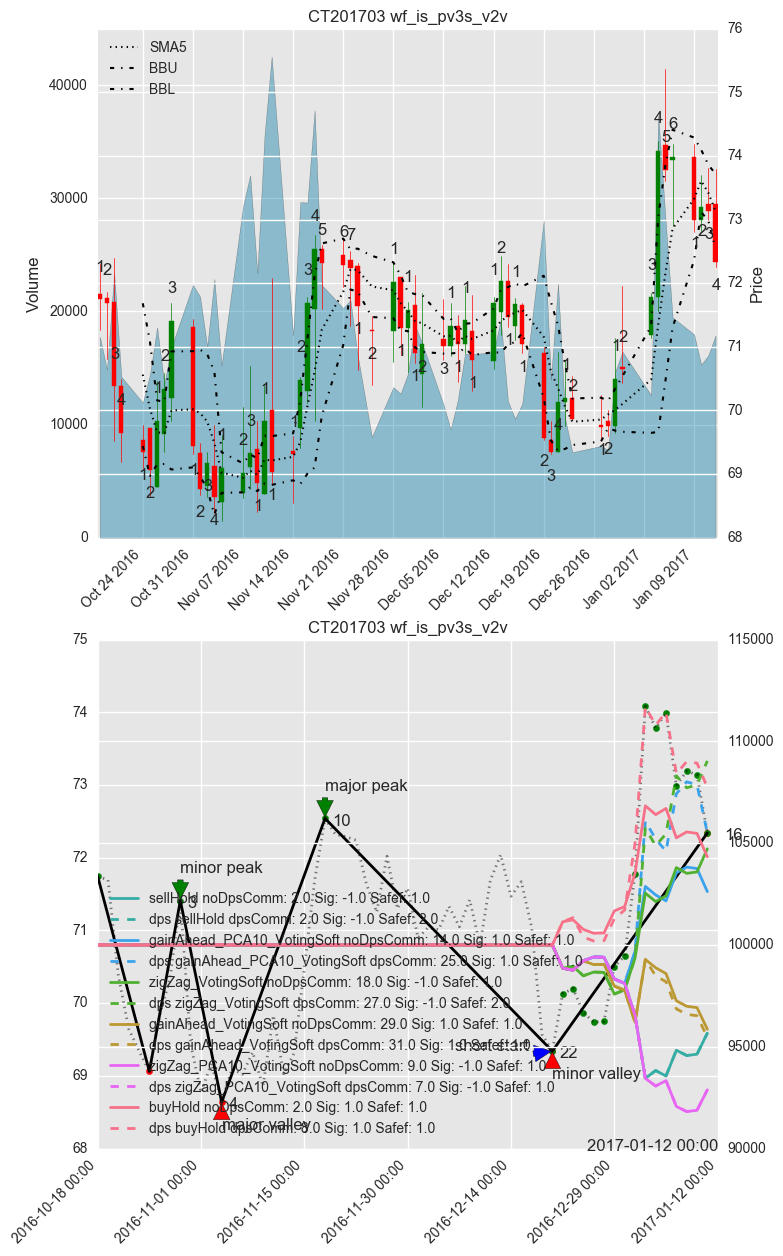 CT201703 wf_is_pv3s_v2v
SMA5
BBU
BBL
Volume
40000
30000
20000
10000
0
Price
76
75
74
73
72
71
70
69
68
Oct 24 2016
Oct 31 2016
Nov 07 2016
Nov 14 2016
Nov 21 2016
Nov 28 2016
Dec 05 2016
Dec 12 2016
Dec 19 2016
Dec 26 2016
Jan 02 2017
Jan 09 2017
CT201703 wf_is_pv3s_v2v
75
74
73
72
71
70
69
68
115000
110000
105000
100000
95000
90000
major peak
10
minor peak
16
sellHold noDpsComm: 2.0 Sig: -1.0 Safef: 1.0
dps sellHold dpsComm: 2.0 Sig: -1.0 Safef: 2.0
gainAhead_PCA10_VotingSoft noDpsComm: 14.0 Sig: 1.0 Safef: 1.0
dps gainAhead_PCA10_VotingSoft dpsComm: 25.0 Sig: 1.0 Safef: 1.0
zigZag_VotingSoft noDpsComm: 18.0 Sig: -1.0 Safef: 1.0
dps zigZag_VotingSoft dpsComm: 27.0 Sig: -1.0 Safef: 2.0
gainAhead_VotingSoft noDpsComm: 29.0 Sig: 1.0 Safef: 1.0
dps gainAhead_VotingSoft dpsComm: 31.0 Sig: 1.0 Safef: 1.0
short start
22
zigZag_PCA10_VotingSoft noDpsComm: 9.0 Sig: -1.0 Safef: 1.0
minor valley
dps zigZag_PCA10_VotingSoft dpsComm: 7.0 Sig: -1.0 Safef: 1.0
buyHold noDpsComm: 2.0 Sig: 1.0 Safef: 1.0
4
major valley
dps buyHold dpsComm: 8.0 Sig: 1.0 Safef: 1.0
2017-01-12 00:00
2016-10-18 00:00
2016-11-01 00:00
2016-11-15 00:00
2016-11-30 00:00
2016-12-14 00:00
2016-12-29 00:00
2017-01-12 00:00